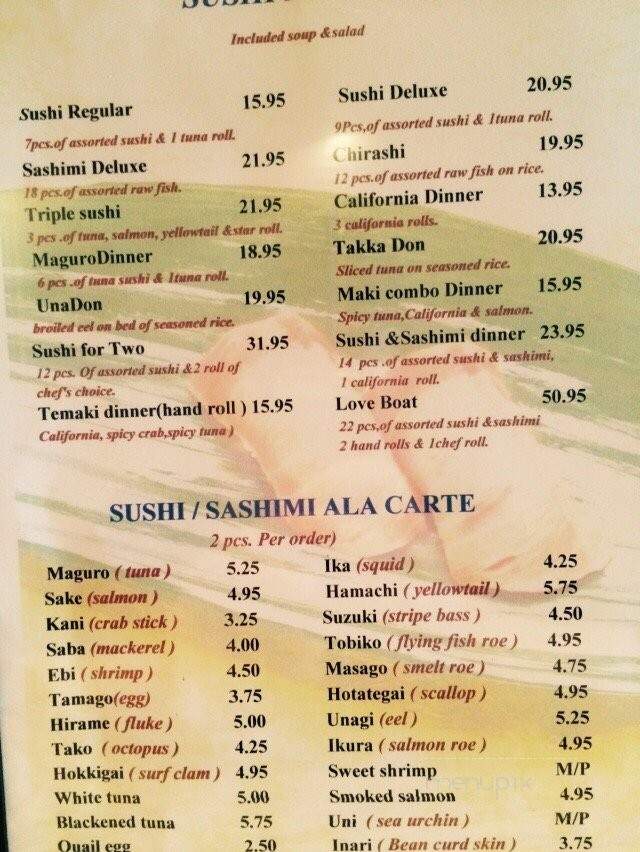 SUSHI
Included soup &salad
Sushi Regular 15.95
7pcs.of assorted sushi & 1 tuna roll.
Sashimi Deluxe 21.95
18 pcs.of assorted raw fish.
Triple sushi 21.95
3 pcs .of tuna, salmon, yellowtail &star roll.
MaguroDinner 18.95
6 pcs .of tuna sushi & 1tuna roll.
UnaDon 19.95
broiled eel on bed of seasoned rice.
Sushi for Two 31.95
12 pcs. Of assorted sushi &2 roll of
chef's choice.
Temaki dinner(hand roll ) 15.95
California, spicy crab,spicy tuna )
Sushi Deluxe 20.95
9Pcs,of assorted sushi & 1tuna roll.
Chirashi 19.95
12 pcs.of assorted raw fish on rice.
California Dinner 13.95
3 california rolls.
Takka Don 20.95
Sliced tuna on seasoned rice.
Maki combo Dinner 15.95
Spicy tuna,California & salmon.
Sushi &Sashimi dinner 23.95
14 pcs .of assorted sushi & sashimi,
1 california roll.
Love Boat 50.95
22 pcs,of assorted sushi &sashimi
2 hand rolls & 1chef roll.
SUSHI / SASHIMI ALA CARTE
2 pcs. Per order)
Maguro ( tuna ) 5.25
Sake (salmon ) 4.95
Kani (crab stick ) 3.25
Saba (mackerel ) 4.00
Ebi ( shrimp ) 4.50
Tamago(egg) 3.75
Hirame ( fluke ) 5.00
Tako ( octopus ) 4.25
Hokkigai ( surf clam ) 4.95
White tuna 5.00
Blackened tuna 5.75
Quail egg 2.50
Ika (squid ) 4.25
Hamachi ( yellowtail ) 5.75
Suzuki (stripe bass ) 4.50
Tobiko ( flying fish roe ) 4.95
Masago ( smelt roe ) 4.75
Hotategai ( scallop ) 4.95
Unagi (eel ) 5.25
Ikura ( salmon roe ) 4.95
Sweet shrimp M/P
Smoked salmon 4.95
Uni ( sea urchin ) M/P
Inari ( Bean curd skin ) 3.75
menupix